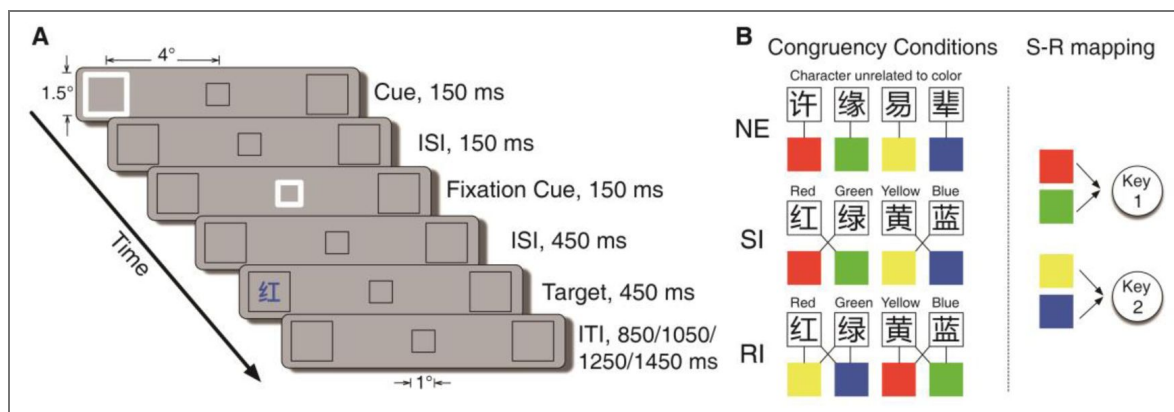 A
4°
1.5°
Cue, 150 ms
ISI, 150 ms
Fixation Cue, 150 ms
ISI, 450 ms
红
Target, 450 ms
ITI, 850/1050/
1250/1450 ms
1°
Time
B
Congruency Conditions
S-R mapping
Character unrelated to color
许 缘 易 辈
NE
Red Green Yellow Blue
红 绿 黄 蓝
SI
Red Green Yellow Blue
红 绿 黄 蓝
RI
Key
1
Key
2